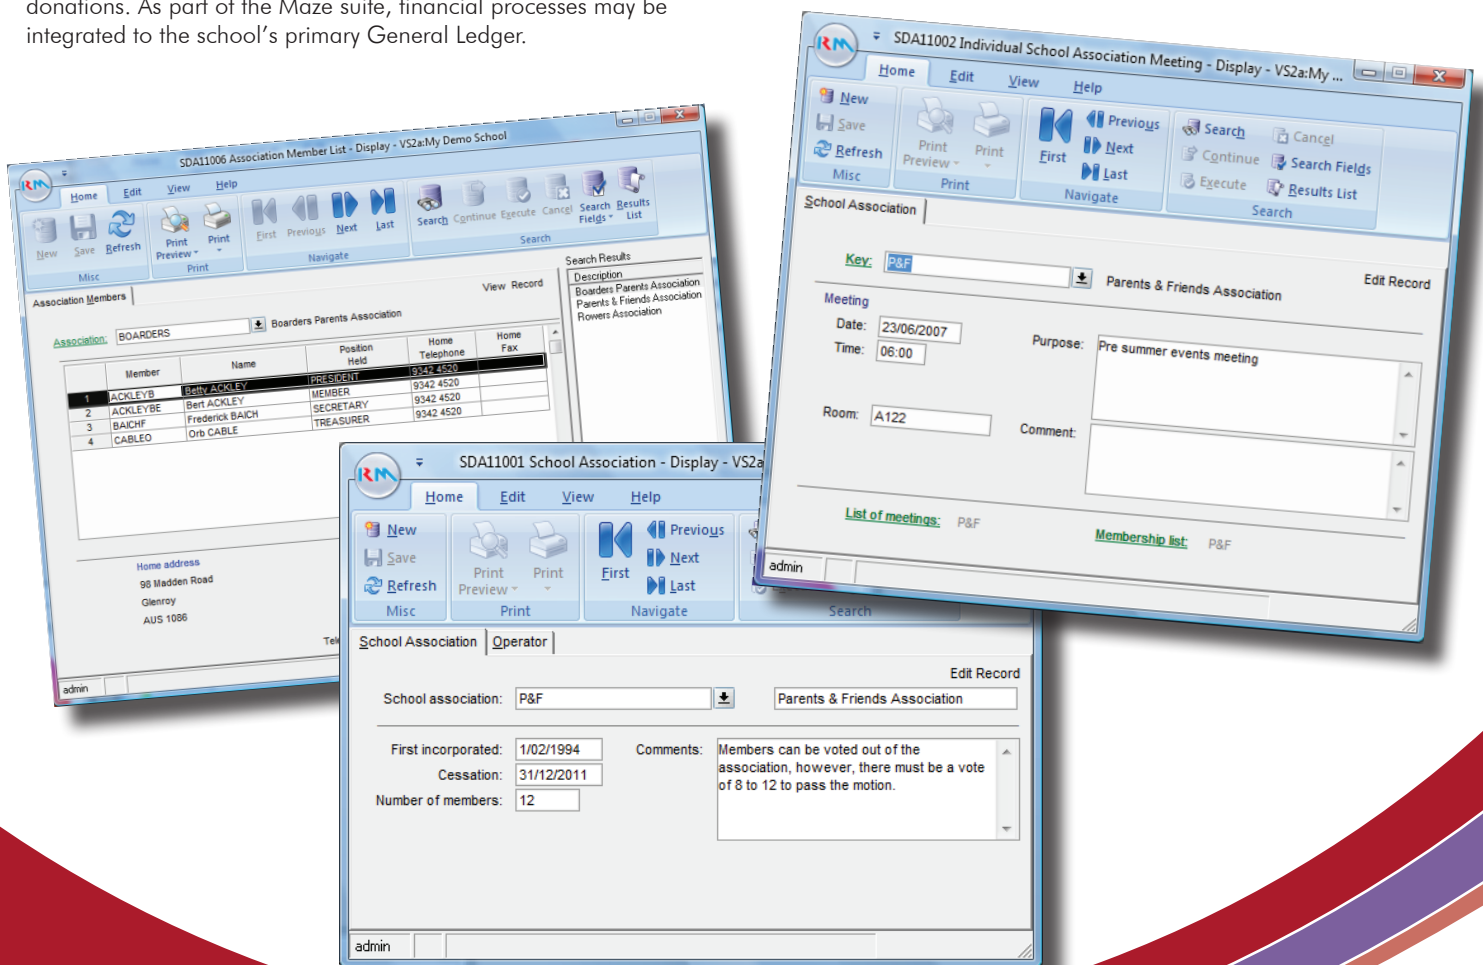 donations. As part of the Maze suite, financial processes may be
integrated to the school's primary General Ledger.
RM
SDA11006 Association Member List - Display - VS2a:My Demo School
Home Edit View Help
New Save Refresh
Print Preview Print
First Previous Next Last
Search Continue Execute Cancel Search Fields Results List
Misc Print Navigate Search
Association Members
View Record
Search Results
Description
Boarders Parents Association
Parents & Friends Association
Rowers Association
Association: BOARDERS Boarders Parents Association
Member Name Position Held Home Telephone Home Fax
1 ACKLEYB Betty ACKLEY PRESIDENT 9342 4520
2 ACKLEYBE Bert ACKLEY MEMBER 9342 4520
3 BAICHF Frederick BAICH SECRETARY 9342 4520
4 CABLEO Orb CABLE TREASURER 9342 4520
Home address
98 Madden Road
Glenroy
AUS 1086
admin
RM
SDA11002 Individual School Association Meeting - Display - VS2a:My ...
Home Edit View Help
New
Save
Refresh
Misc
Print Preview Print
Print
First
Previous
Next
Last
Navigate
Search Cancel
Continue Search Fields
Execute Results List
Search
School Association
Key: P&F Parents & Friends Association
Edit Record
Meeting
Date: 23/06/2007
Time: 06:00
Purpose: Pre summer events meeting
Room: A122
Comment:
List of meetings: P&F
Membership list: P&F
admin
RM
SDA11001 School Association - Display - VS2a
Home Edit View Help
New
Save
Refresh
Misc
Print Preview Print
Print
First
Previous
Next
Last
Navigate
Search
School Association Operator
Edit Record
School association: P&F Parents & Friends Association
First incorporated: 1/02/1994
Cessation: 31/12/2011
Number of members: 12
Comments: Members can be voted out of the
association, however, there must be a vote
of 8 to 12 to pass the motion.
admin